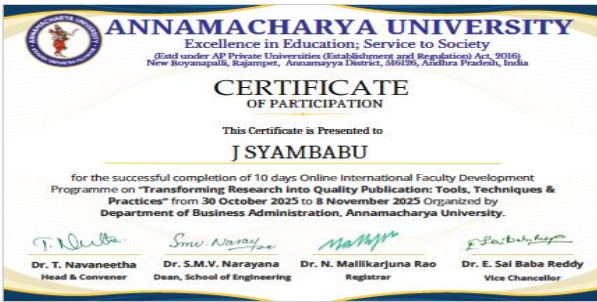 ANNAMACHARYA UNIVERSITY
Excellence in Education; Service to Society
(Estd under AP Private Universities (Establishment and Regulation) Act, 2016)
New Boyanapalli, Rajampet, Annamayya District, 516126, Andhra Pradesh, India
CERTIFICATE
OF PARTICIPATION
This Certificate is Presented to
J SYAMBABU
for the successful completion of 10 days Online International Faculty Development
Programme on "Transforming Research into Quality Publication: Tools, Techniques &
Practices" from 30 October 2025 to 8 November 2025 Organized by
Department of Business Administration, Annamacharya University.
Dr. T. Navaneetha
Head & Convener
Dr. S.M.V. Narayana
Dean, School of Engineering
Dr. N. Mallikarjuna Rao
Registrar
Dr. E. Sai Baba Reddy
Vice Chancellor